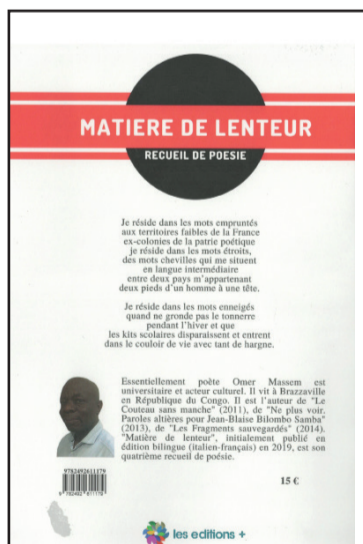 MATIERE DE LENTEUR
RECUEIL DE POESIE
Je réside dans les mots empruntés
aux territoires faibles de la France
ex-colonies de la patrie poétique
je réside dans les mots étroits,
des mots chevilles qui me situent
en langue intermédiaire
entre deux pays m'appartenant
deux pieds d'un homme à une tête.
Je réside dans les mots enneigés
quand ne gronde pas le tonnerre
pendant l'hiver et que
les kits scolaires disparaissent et entrent
dans le couloir de vie avec tant de hargne.
Essentiellement poète Omer Massem est
universitaire et acteur culturel. Il vit à Brazzaville
en République du Congo. Il est l'auteur de "Le
Couteau sans manche" (2011), de "Ne plus voir.
Paroles altières pour Jean-Blaise Bilombo Samba"
(2013), de "Les Fragments sauvegardés" (2014).
"Matière de lenteur", initialement publié en
édition bilingue (italien-français) en 2019, est son
quatrième recueil de poésie.
9782492611179
9 782492 611179
15 €
les editions +